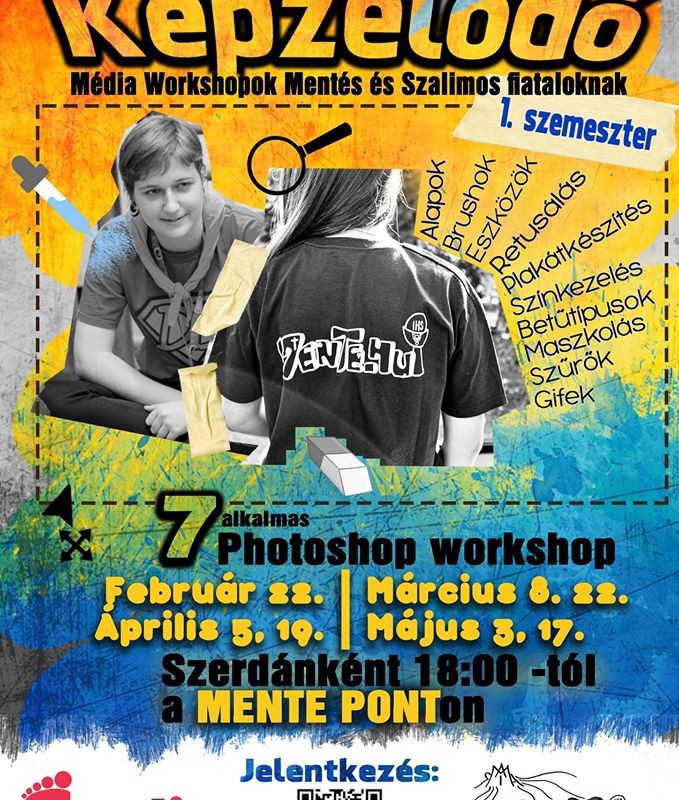 Képzelődő
Média Workshopok Mentés és Szalimos fiataloknak
1. szemeszter
Alapok
Brushok
Eszközök
Retusálás
Plakátkészítés
Színkezelés
Betűtípusok
Maszkolás
Szűrők
Gifek
IHS
7 alkalmas
Photoshop workshop
Február 22. | Március 8. 22.
Április 5, 19. | Május 3, 17.
Szerdánként 18:00 -tól
a MENTE PONTon
Jelentkezés: